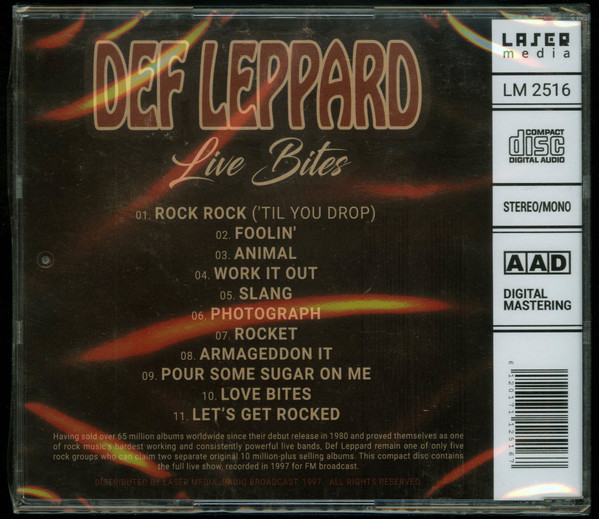 DEF LEPPARD
Live Bites
01. ROCK ROCK ('TIL YOU DROP)
02. FOOLIN'
03. ANIMAL
04. WORK IT OUT
05. SLANG
06. PHOTOGRAPH
07. ROCKET
08. ARMAGEDDON IT
09. POUR SOME SUGAR ON ME
10. LOVE BITES
11. LET'S GET ROCKED
Having sold over 65 million albums worldwide since their debut release in 1980 and proved themselves as one
of rock music's hardest working and consistently powerful live bands, Def Leppard remain one of only five
rock groups who can claim two separate original 10 million-plus selling albums. This compact disc contains
the full live show, recorded in 1997 for FM broadcast.
DISTRIBUTED BY LASER MEDIA. RADIO BROADCAST, 1997. ALL RIGHTS RESERVED.
LASER
media
LM 2516
COMPACT
disc
DIGITAL AUDIO
STEREO/MONO
AAD
DIGITAL
MASTERING